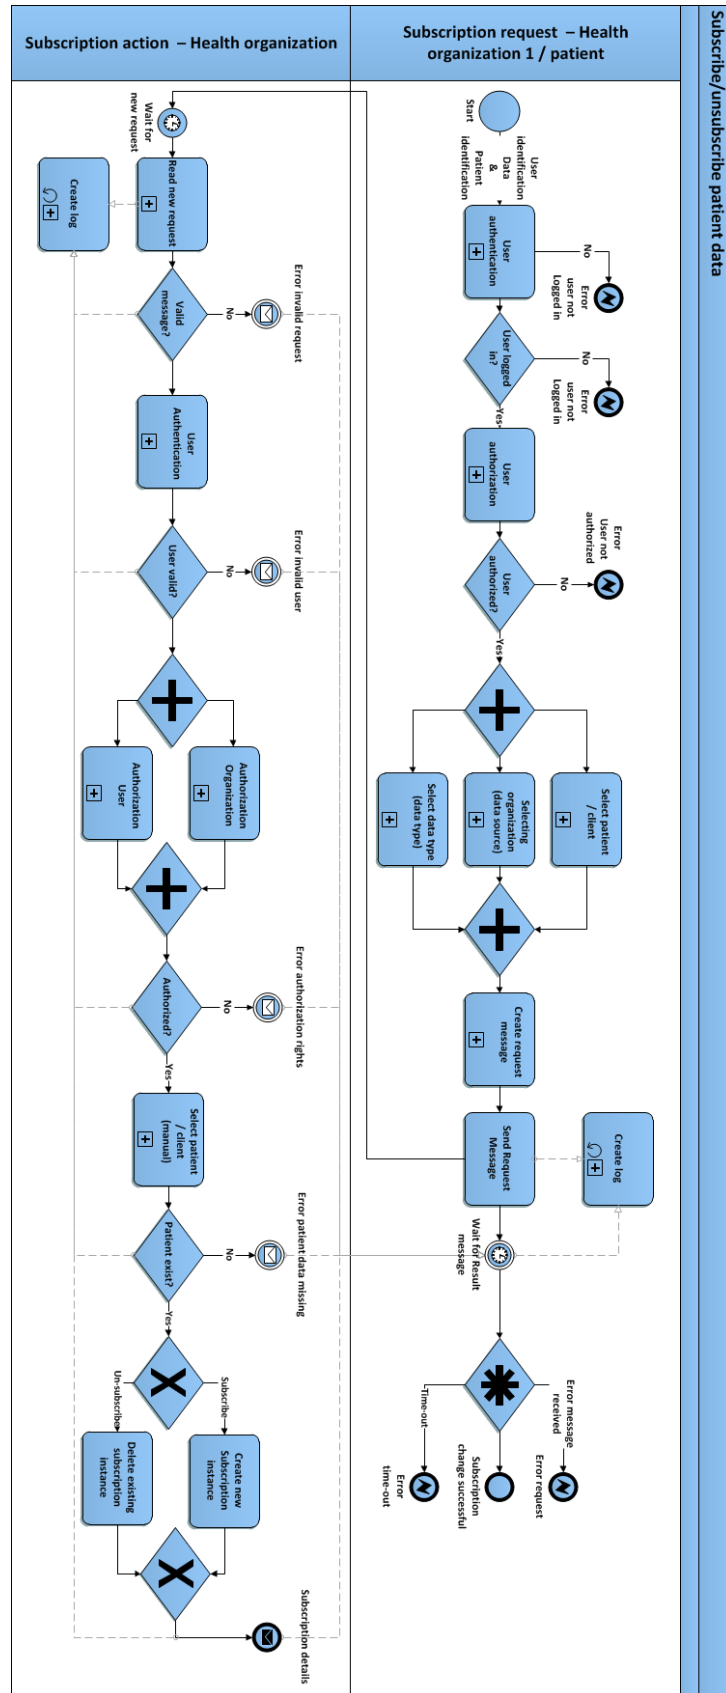 Subscribe/unsubscribe patient data
Subscription request – Health
organization 1 / patient
Start
User
identification
Data
&
Patient
identification
User
authentication
No
Error
user not
Logged in
User logged
in?
No
Error
user not
Logged in
Yes
User
authorization
User
authorized?
No
Error
User not
authorized
Yes
Select patient
/ client
Selecting
organization
(data source)
Select data type
(data type)
Create request
message
Send Request
Message
Create log
Wait for Result
message
Error message
received
Error request
Subscription
change successful
Time-out
Error
time-out
Subscription action – Health organization
Wait for
new request
Read new request
Create log
Valid
message?
No
Error invalid request
User
Authentication
User valid?
No
Error invalid user
Authorization
Organization
Authorization
User
Authorized?
No
Error authorization rights
Yes
Select patient
/ client
(manual)
Patient exist?
No
Error patient data missing
Yes
Subscribe
Un-subscribe
Create new
Subscription
instance
Delete existing
subscription
instance
Subscription details